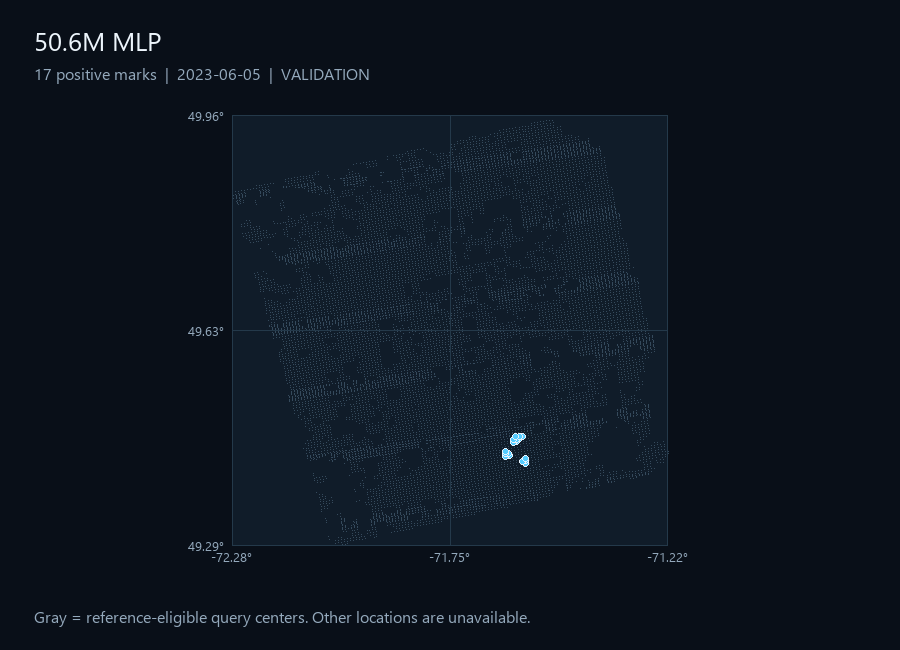 50.6M MLP
17 positive marks | 2023-06-05 | VALIDATION
49.96°
49.63°
49.29°
-72.28° -71.75° -71.22°
Gray = reference-eligible query centers. Other locations are unavailable.